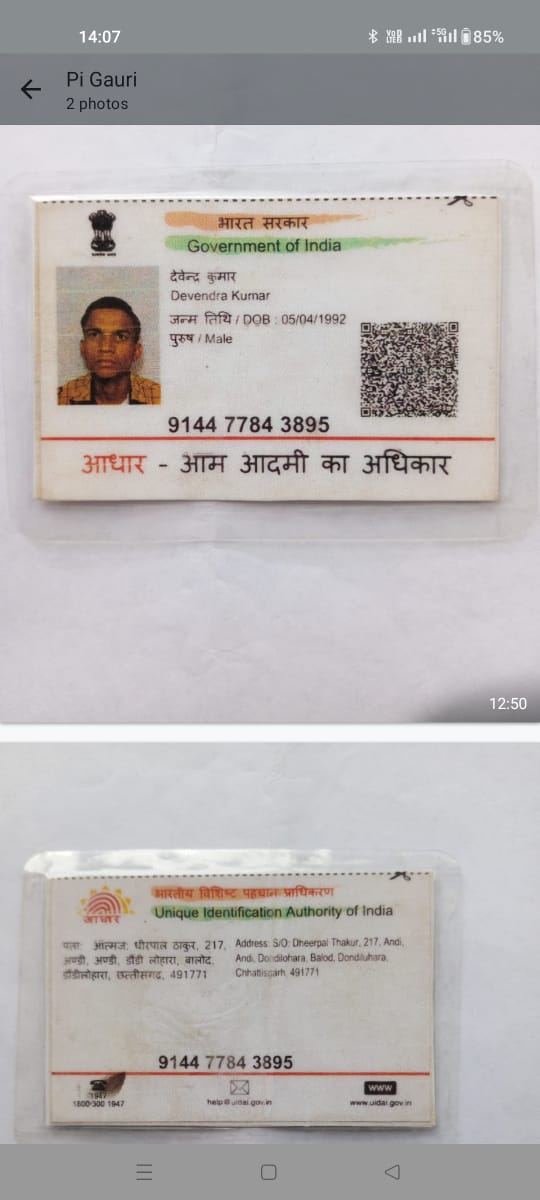 14:07
VoD LTE 5G 85%
Pi Gauri
2 photos
भारत सरकार
Government of India
देवेन्द्र कुमार
Devendra Kumar
जन्म तिथि / DOB : 05/04/1992
पुरुष / Male
9144 7784 3895
आधार - आम आदमी का अधिकार
12:50
भारतीय विशिष्ट पहचान प्राधिकरण
Unique Identification Authority of India
आधार
पता: आत्मज: धीरपाल ठाकुर, 217,
अण्डी, अण्डी, डौंडी लोहारा, बालोद,
डौंडीलोहारा, छत्तीसगढ़, 491771
Address: S/O: Dheerpal Thakur, 217, Andi,
Andi, Dondilohara, Balod, Dondiluhara,
Chhattisgarh, 491771
9144 7784 3895
1947
1800 300 1947
help@uidai.gov.in
www
www.uidai.gov.in